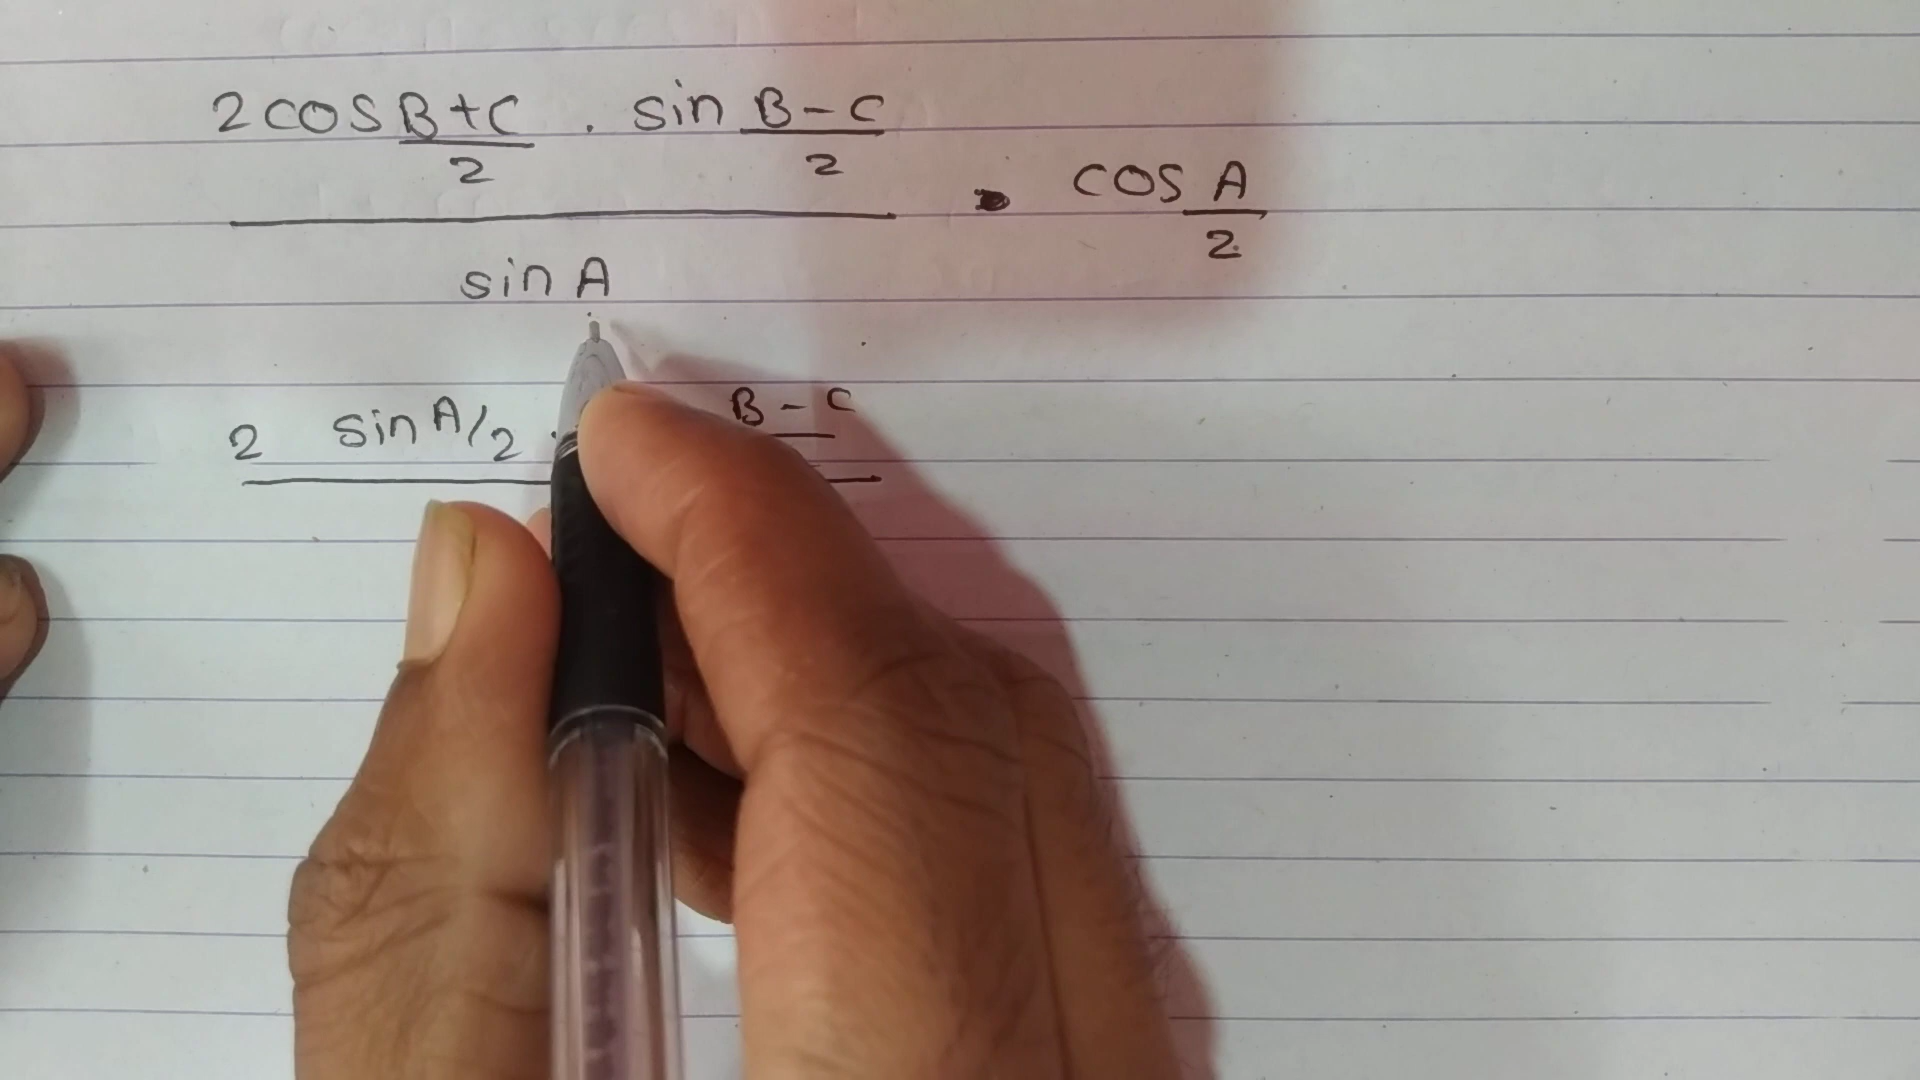 2 cos B+C/2 . sin B-C/2 . cos A/2
sin A
2 sin A/2 . B-C